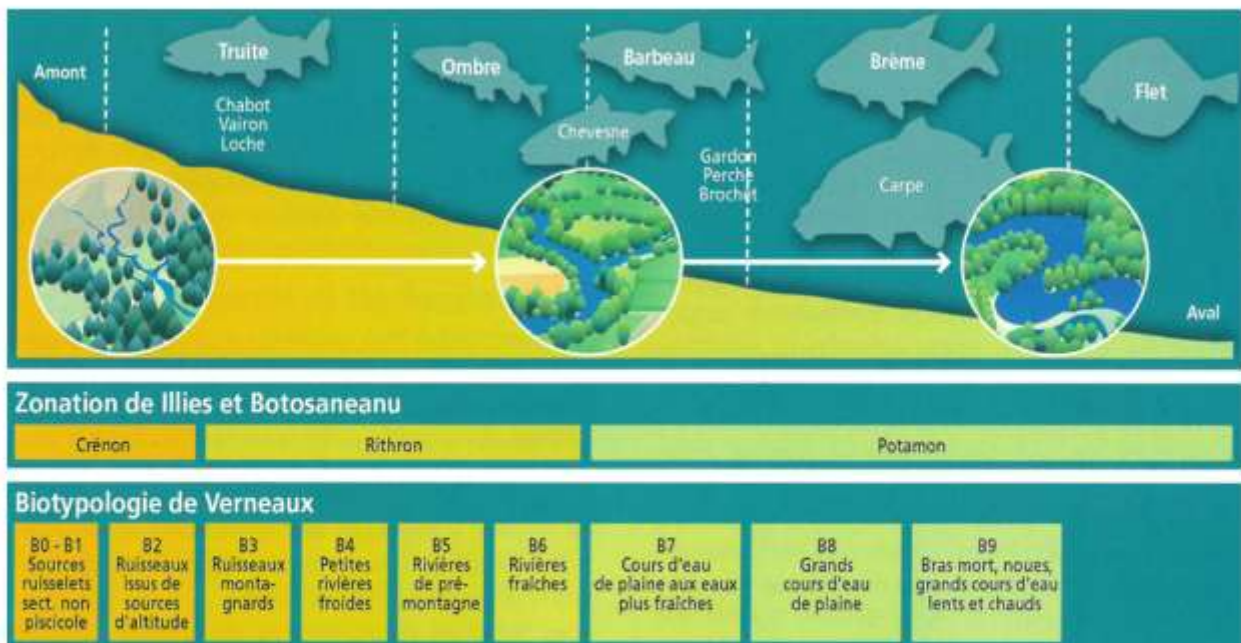 Amont
Truite
Chabot
Vairon
Loche
Ombre
Barbeau
Chevesne
Gardon
Perche
Brochet
Brème
Carpe
Flet
Aval
Zonation de Illies et Botosaneanu
Crénon
Rithron
Potamon
Biotypologie de Verneaux
B0 - B1
Sources
ruisselets
sect. non
piscicole
B2
Ruisseaux
issus de
sources
d'altitude
B3
Ruisseaux
monta-
gnards
B4
Petites
rivières
froides
B5
Rivières
de pré-
montagne
B6
Rivières
fraîches
B7
Cours d'eau
de plaine aux eaux
plus fraîches
B8
Grands
cours d'eau
de plaine
B9
Bras mort, noues,
grands cours d'eau
lents et chauds